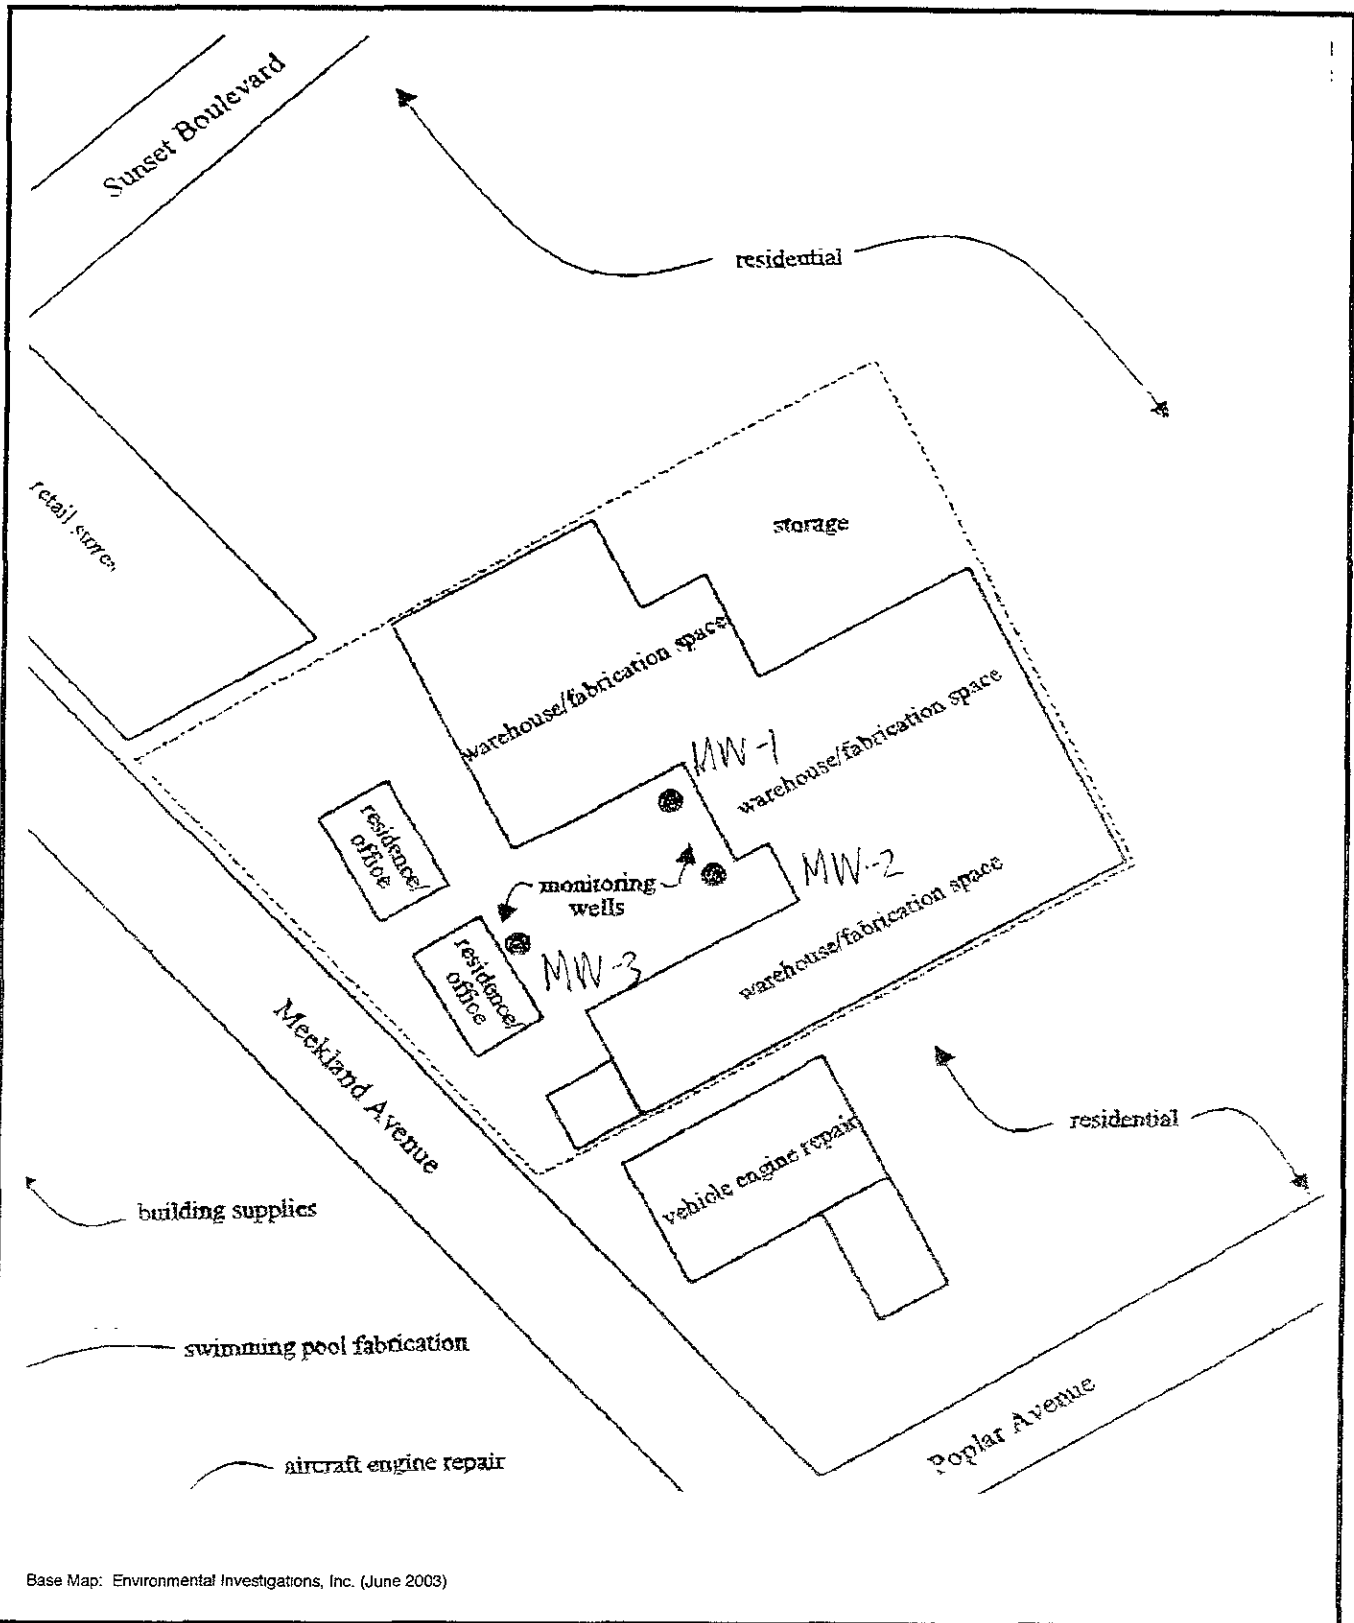 Sunset Boulevard
residential
retail
storage
warehouse/fabrication space
warehouse/fabrication space
MW-1
residence/
office
monitoring
wells
MW-2
warehouse/fabrication space
residence/
office
MW-3
Meekland Avenue
vehicle engine repair
residential
building supplies
swimming pool fabrication
aircraft engine repair
Poplar Avenue
Base Map: Environmental Investigations, Inc. (June 2003)